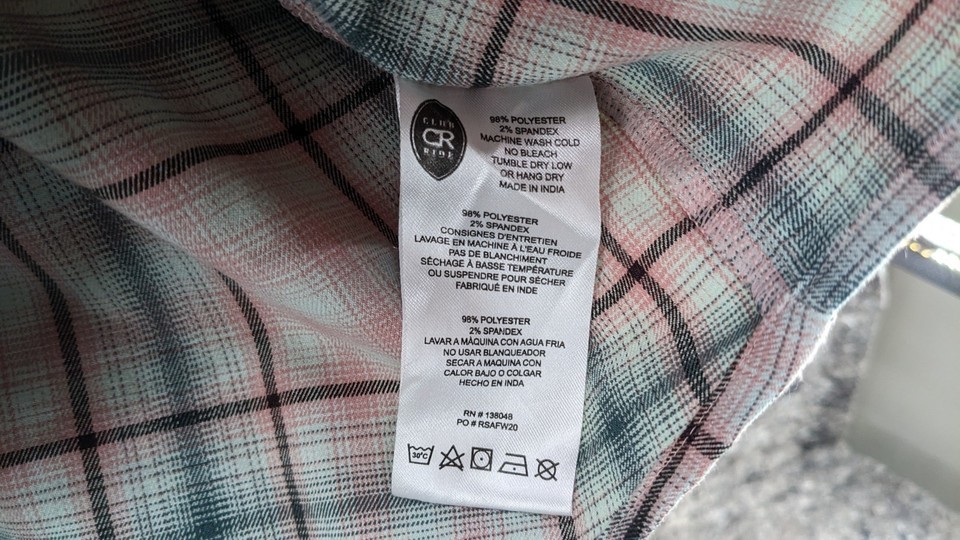 CLUB
CR
RIDE
98% POLYESTER
2% SPANDEX
MACHINE WASH COLD
NO BLEACH
TUMBLE DRY LOW
OR HANG DRY
MADE IN INDIA
98% POLYESTER
2% SPANDEX
CONSIGNES D'ENTRETIEN
LAVAGE EN MACHINE À L'EAU FROIDE
PAS DE BLANCHIMENT
SÉCHAGE À BASSE TEMPÉRATURE
OU SUSPENDRE POUR SÉCHER
FABRIQUÉ EN INDE
98% POLYESTER
2% SPANDEX
LAVAR A MÁQUINA CON AGUA FRIA
NO USAR BLANQUEADOR
SECAR A MAQUINA CON
CALOR BAJO O COLGAR
HECHO EN INDA
RN # 138048
PO # RSAFW20
30°C